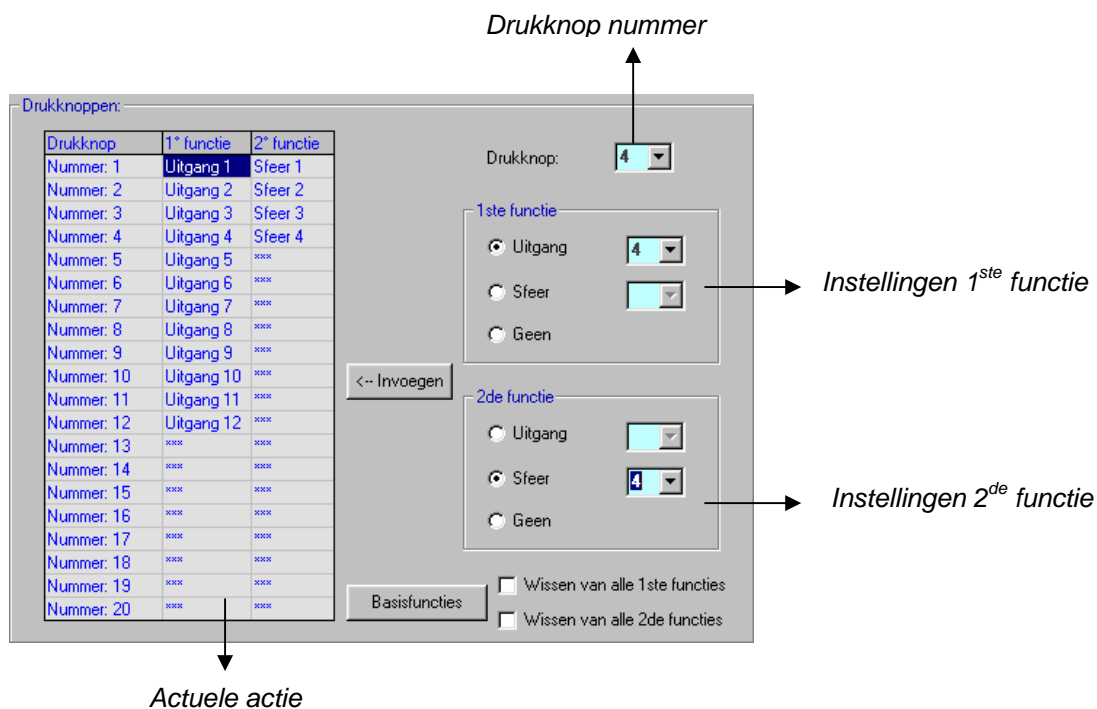 Drukknop nummer
Drukknoppen:
Drukknop 1° functie 2° functie
Nummer: 1 Uitgang 1 Sfeer 1
Nummer: 2 Uitgang 2 Sfeer 2
Nummer: 3 Uitgang 3 Sfeer 3
Nummer: 4 Uitgang 4 Sfeer 4
Nummer: 5 Uitgang 5 ***
Nummer: 6 Uitgang 6 ***
Nummer: 7 Uitgang 7 ***
Nummer: 8 Uitgang 8 ***
Nummer: 9 Uitgang 9 ***
Nummer: 10 Uitgang 10 ***
Nummer: 11 Uitgang 11 ***
Nummer: 12 Uitgang 12 ***
Nummer: 13 *** ***
Nummer: 14 *** ***
Nummer: 15 *** ***
Nummer: 16 *** ***
Nummer: 17 *** ***
Nummer: 18 *** ***
Nummer: 19 *** ***
Nummer: 20 *** ***
Drukknop: 4
1ste functie
Uitgang 4
Sfeer
Geen
Instellingen 1ste functie
<-- Invoegen
2de functie
Uitgang
Sfeer 4
Geen
Instellingen 2de functie
Basisfuncties
Wissen van alle 1ste functies
Wissen van alle 2de functies
Actuele actie